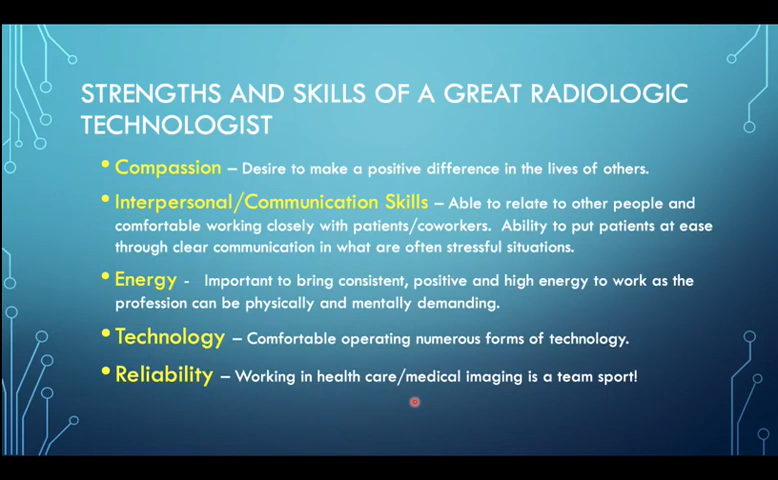 STRENGTHS AND SKILLS OF A GREAT RADIOLOGIC
TECHNOLOGIST
• Compassion – Desire to make a positive difference in the lives of others.
• Interpersonal/Communication Skills – Able to relate to other people and
comfortable working closely with patients/coworkers.  Ability to put patients at ease
through clear communication in what are often stressful situations.
• Energy -   Important to bring consistent, positive and high energy to work as the
profession can be physically and mentally demanding.
• Technology – Comfortable operating numerous forms of technology.
• Reliability – Working in health care/medical imaging is a team sport!